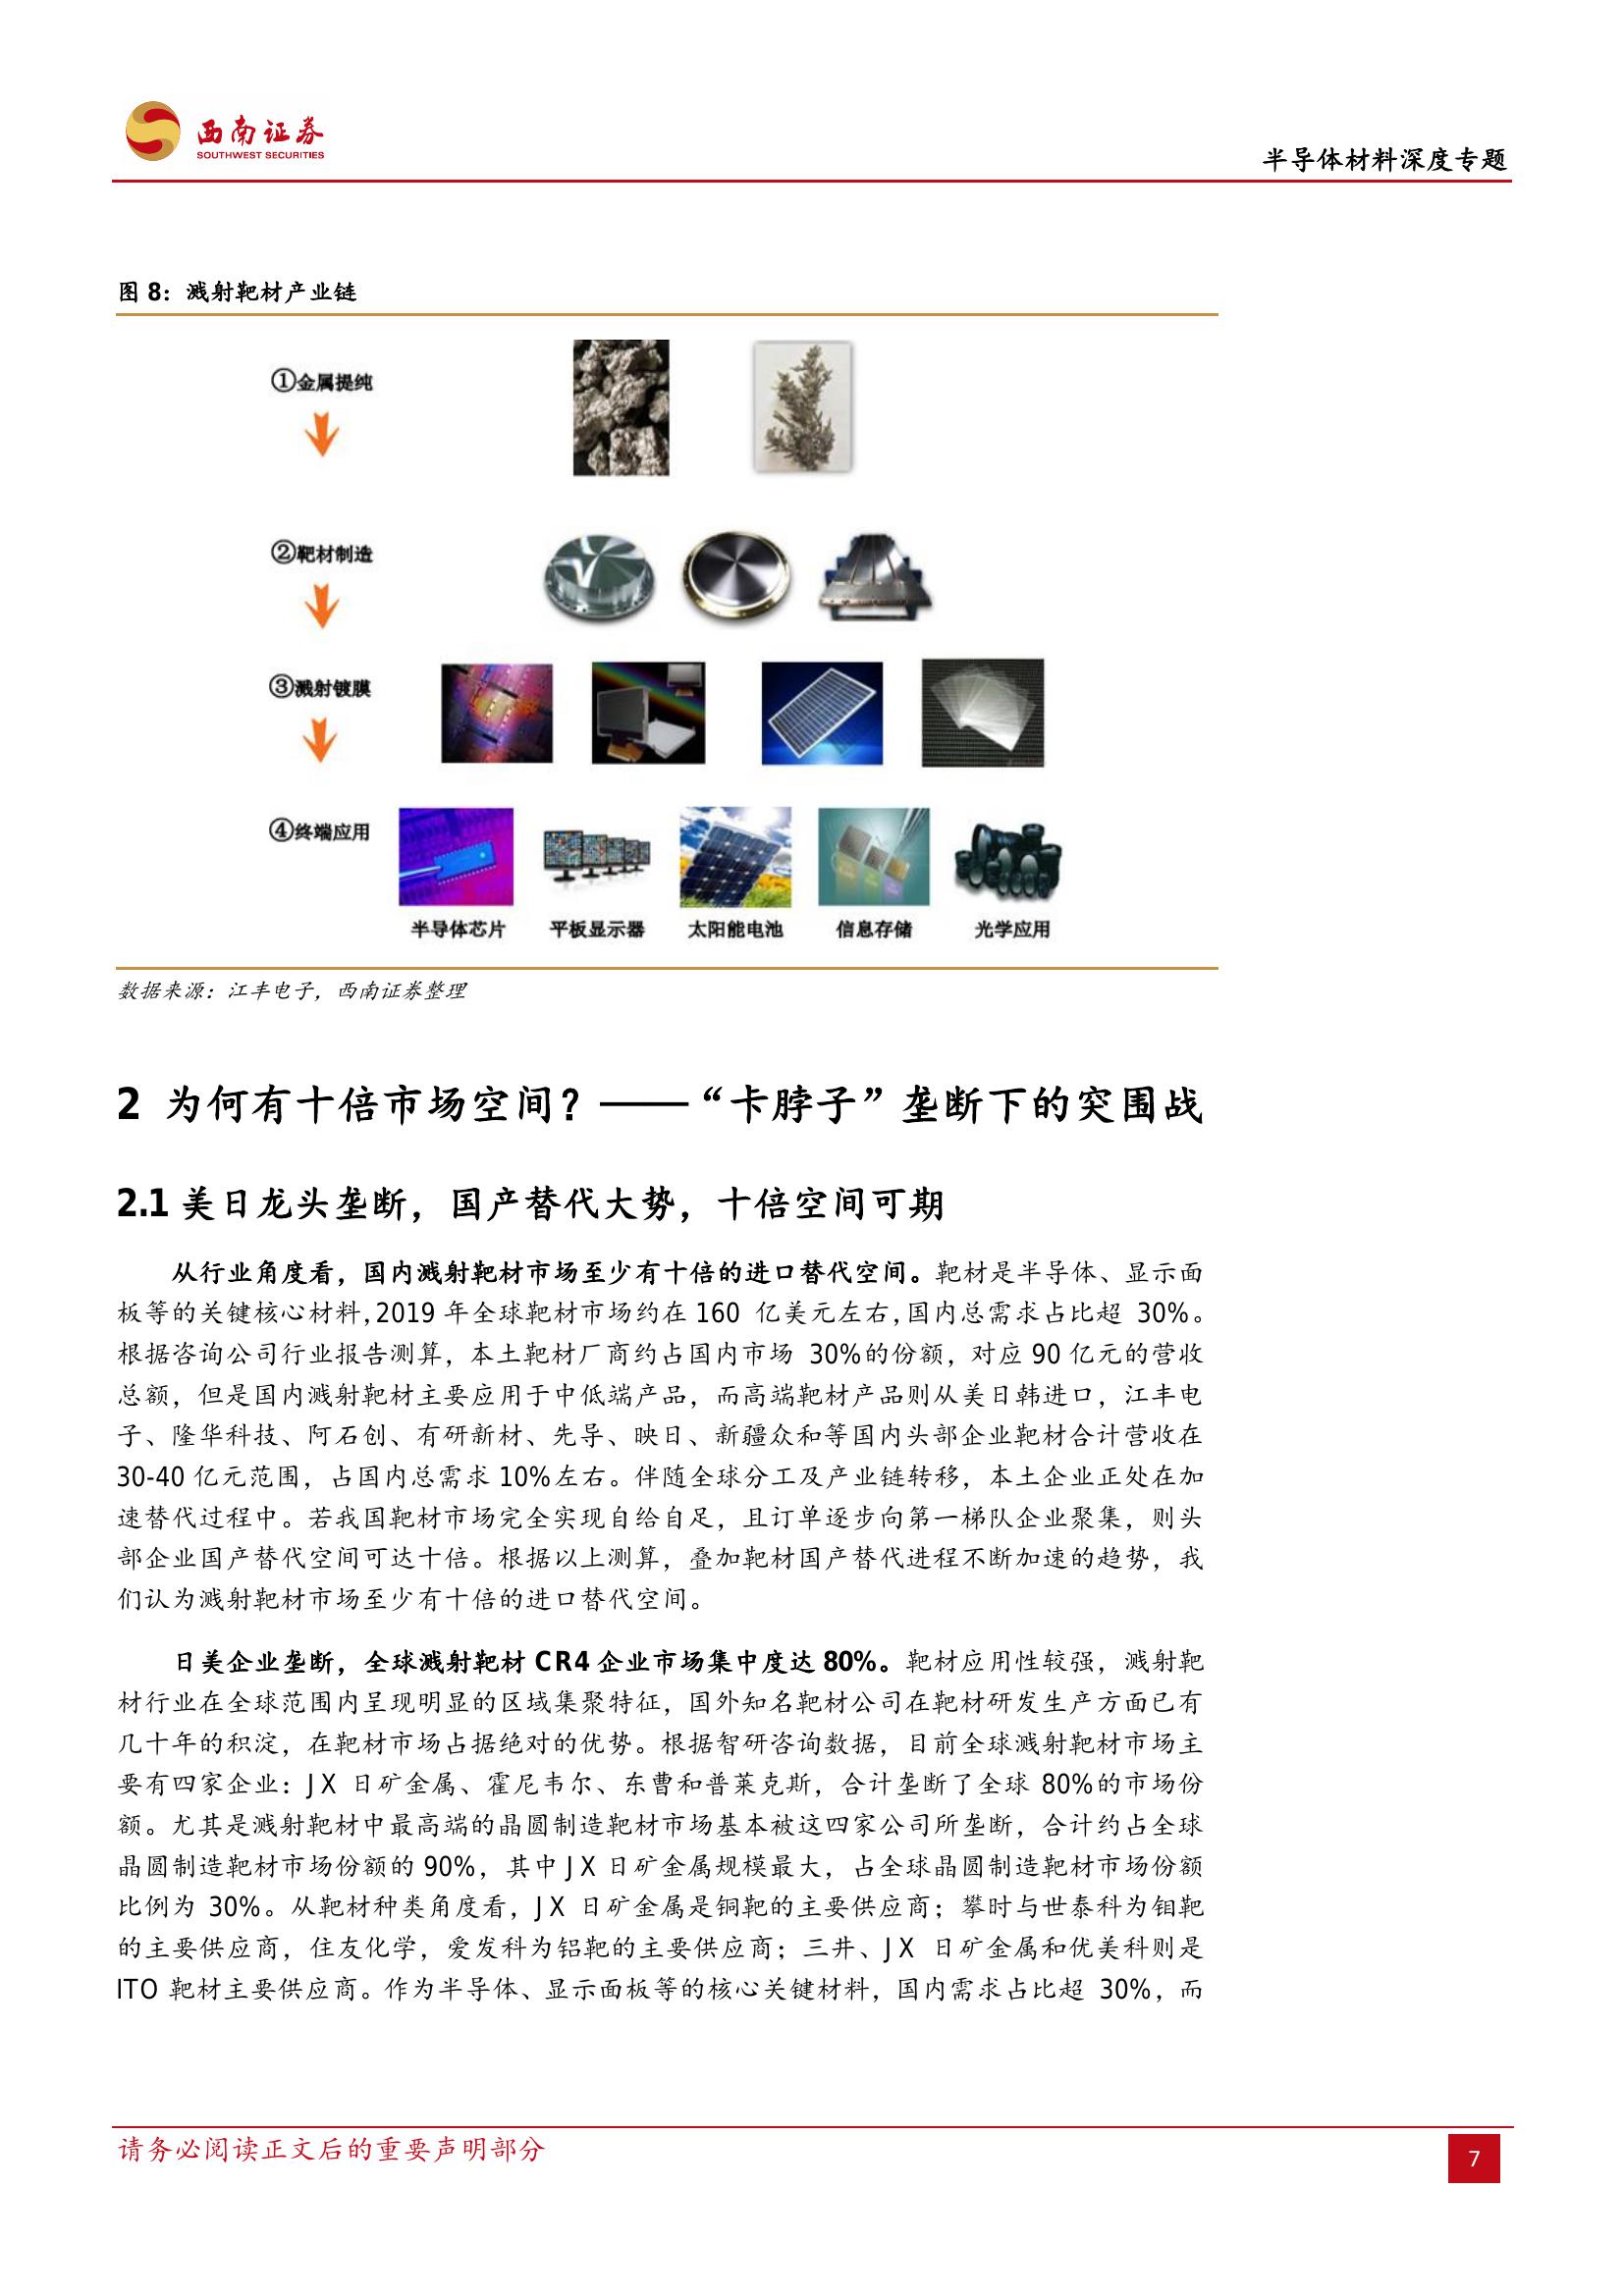 西南证券
SOUTHWEST SECURITIES
半导体材料深度专题
图 8：溅射靶材产业链
①金属提纯
②靶材制造
③溅射镀膜
④终端应用
半导体芯片 平板显示器 太阳能电池 信息存储 光学应用
数据来源：江丰电子，西南证券整理
2 为何有十倍市场空间？——“卡脖子”垄断下的突围战
2.1 美日龙头垄断，国产替代大势，十倍空间可期
从行业角度看，国内溅射靶材市场至少有十倍的进口替代空间。靶材是半导体、显示面
板等的关键核心材料，2019 年全球靶材市场约在 160 亿美元左右，国内总需求占比超 30%。
根据咨询公司行业报告测算，本土靶材厂商约占国内市场 30%的份额，对应 90 亿元的营收
总额，但是国内溅射靶材主要应用于中低端产品，而高端靶材产品则从美日韩进口，江丰电
子、隆华科技、阿石创、有研新材、先导、映日、新疆众和等国内头部企业靶材合计营收在
30-40 亿元范围，占国内总需求 10%左右。伴随全球分工及产业链转移，本土企业正处在加
速替代过程中。若我国靶材市场完全实现自给自足，且订单逐步向第一梯队企业聚集，则头
部企业国产替代空间可达十倍。根据以上测算，叠加靶材国产替代进程不断加速的趋势，我
们认为溅射靶材市场至少有十倍的进口替代空间。
日美企业垄断，全球溅射靶材 CR4 企业市场集中度达 80%。靶材应用性较强，溅射靶
材行业在全球范围内呈现明显的区域集聚特征，国外知名靶材公司在靶材研发生产方面已有
几十年的积淀，在靶材市场占据绝对的优势。根据智研咨询数据，目前全球溅射靶材市场主
要有四家企业：JX 日矿金属、霍尼韦尔、东曹和普莱克斯，合计垄断了全球 80%的市场份
额。尤其是溅射靶材中最高端的晶圆制造靶材市场基本被这四家公司所垄断，合计约占全球
晶圆制造靶材市场份额的 90%，其中 JX 日矿金属规模最大，占全球晶圆制造靶材市场份额
比例为 30%。从靶材种类角度看，JX 日矿金属是铜靶的主要供应商；攀时与世泰科为钼靶
的主要供应商，住友化学，爱发科为铝靶的主要供应商；三井、JX 日矿金属和优美科则是
ITO 靶材主要供应商。作为半导体、显示面板等的核心关键材料，国内需求占比超 30%，而
请务必阅读正文后的重要声明部分
7